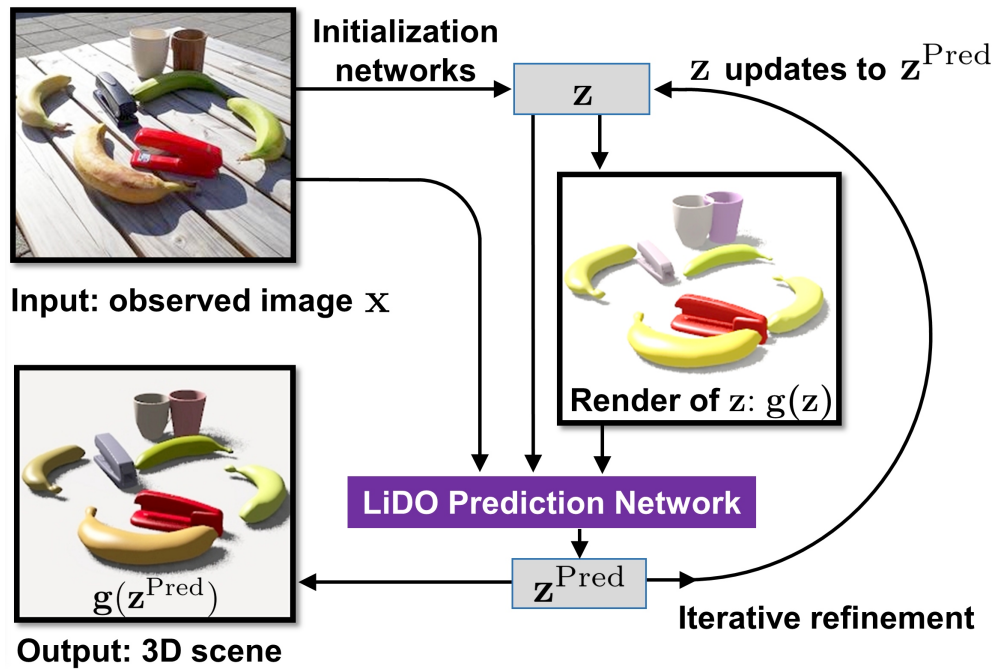 Initialization
networks
z
z updates to z^Pred
Input: observed image x
Render of z: g(z)
LiDO Prediction Network
z^Pred
g(z^Pred)
Iterative refinement
Output: 3D scene